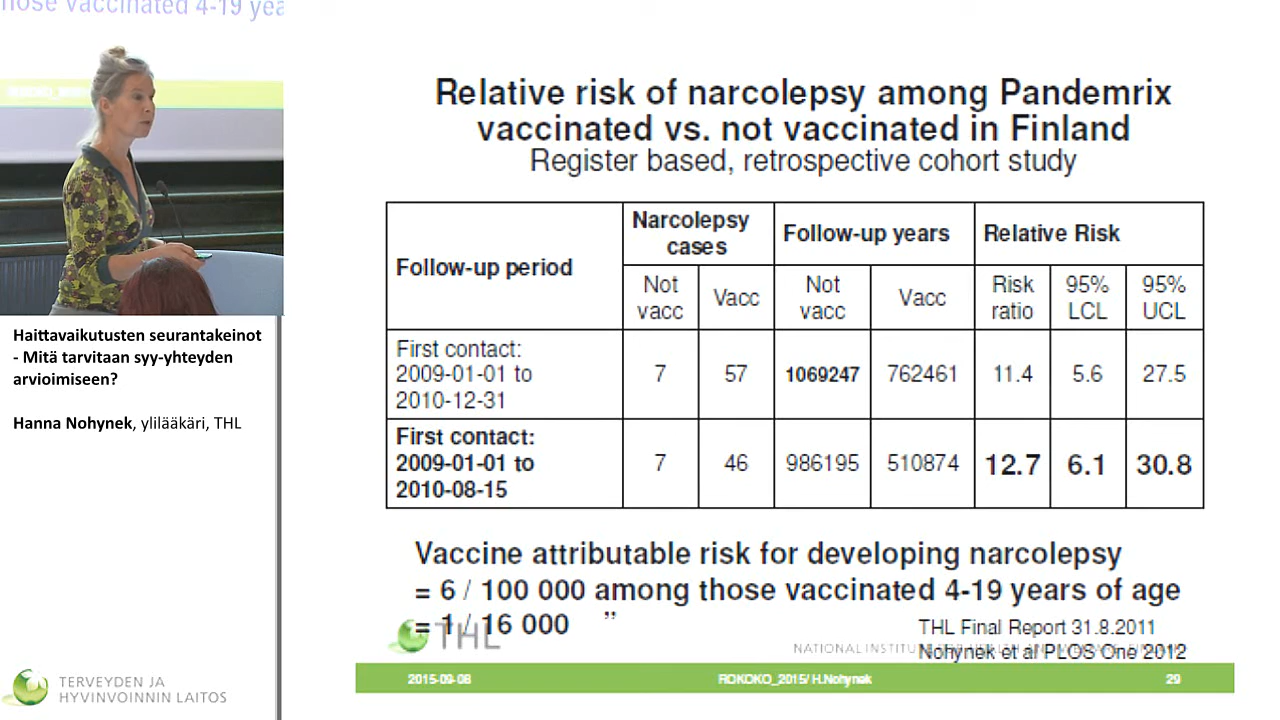 those vaccinated 4-19 yea
Relative risk of narcolepsy among Pandemrix
vaccinated vs. not vaccinated in Finland
Register based, retrospective cohort study
Follow-up period
Narcolepsy
cases
Follow-up years
Relative Risk
Not
vacc
Vacc
Not
vacc
Vacc
Risk
ratio
95%
LCL
95%
UCL
First contact:
2009-01-01 to
2010-12-31
7
57
1069247
762461
11.4
5.6
27.5
First contact:
2009-01-01 to
2010-08-15
7
46
986195
510874
12.7
6.1
30.8
Vaccine attributable risk for developing narcolepsy
= 6 / 100 000 among those vaccinated 4-19 years of age
= 1 / 16 000 ”
THL
THL Final Report 31.8.2011
NATIONAL
Nohynek et al PLOS One 2012
2015-09-08
ROKOKO_2015/ H.Nohynek
29
Haittavaikutusten seurantakeinot
- Mitä tarvitaan syy-yhteyden
arvioimiseen?
Hanna Nohynek, ylilääkäri, THL
TERVEYDEN JA
HYVINVOINNIN LAITOS